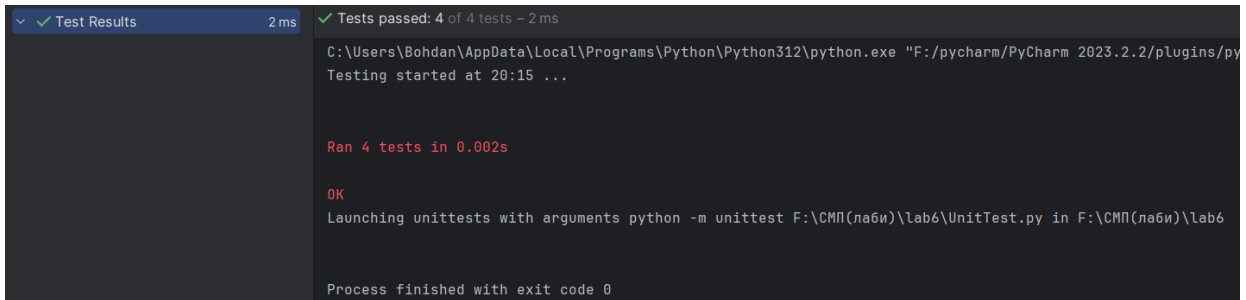 Test Results 2 ms
Tests passed: 4 of 4 tests – 2 ms
C:\Users\Bohdan\AppData\Local\Programs\Python\Python312\python.exe "F:/pycharm/PyCharm 2023.2.2/plugins/py
Testing started at 20:15 ...
Ran 4 tests in 0.002s
OK
Launching unittests with arguments python -m unittest F:\СМП(лаби)\lab6\UnitTest.py in F:\СМП(лаби)\lab6
Process finished with exit code 0